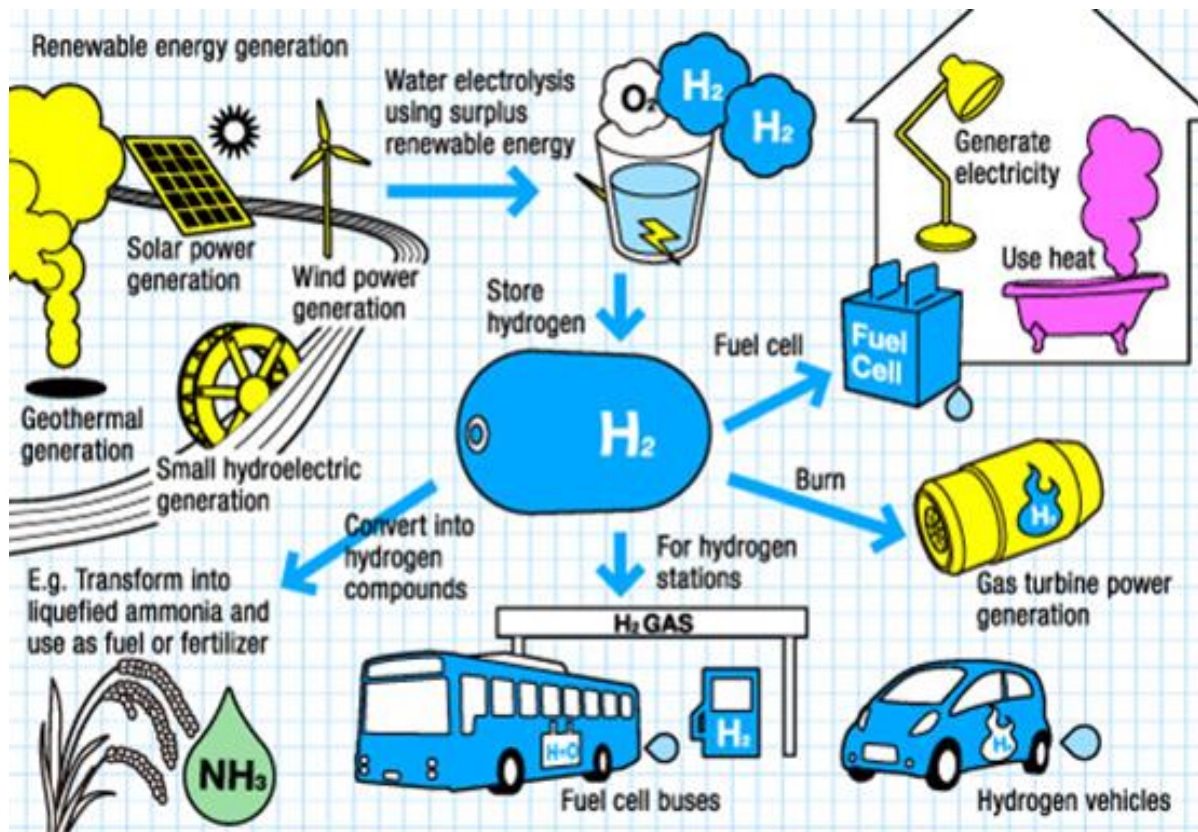 Renewable energy generation
Water electrolysis
using surplus
renewable energy
O2
H2
H2
Generate
electricity
Use heat
Solar power
generation
Wind power
generation
Geothermal
generation
Small hydroelectric
generation
Store
hydrogen
H2
Fuel cell
Fuel
Cell
Burn
Gas turbine power
generation
Convert into
hydrogen
compounds
For hydrogen
stations
E.g. Transform into
liquefied ammonia and
use as fuel or fertilizer
NH3
H2 GAS
H2
Fuel cell buses
Hydrogen vehicles